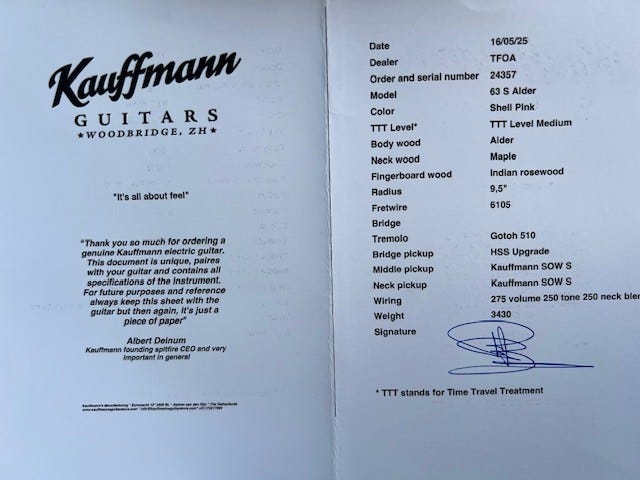 Kauffmann
GUITARS
★WOODBRIDGE, ZH★
"It's all about feel"
"Thank you so much for ordering a
genuine Kauffmann electric guitar.
This document is unique, paires
with your guitar and contains all
specifications of the instrument.
For future purposes and reference
always keep this sheet with the
guitar but then again, it's just a
piece of paper"
Albert Deinum
Kauffmann founding spitfire CEO and very
important in general
Date 16/05/25
Dealer TFOA
Order and serial number 24357
Model 63 S Alder
Color Shell Pink
TTT Level* TTT Level Medium
Body wood Alder
Neck wood Maple
Fingerboard wood Indian rosewood
Radius 9,5"
Fretwire 6105
Bridge
Tremolo Gotoh 510
Bridge pickup HSS Upgrade
Middle pickup Kauffmann SOW S
Neck pickup Kauffmann SOW S
Wiring 275 volume 250 tone 250 neck blen
Weight 3430
Signature
* TTT stands for Time Travel Treatment